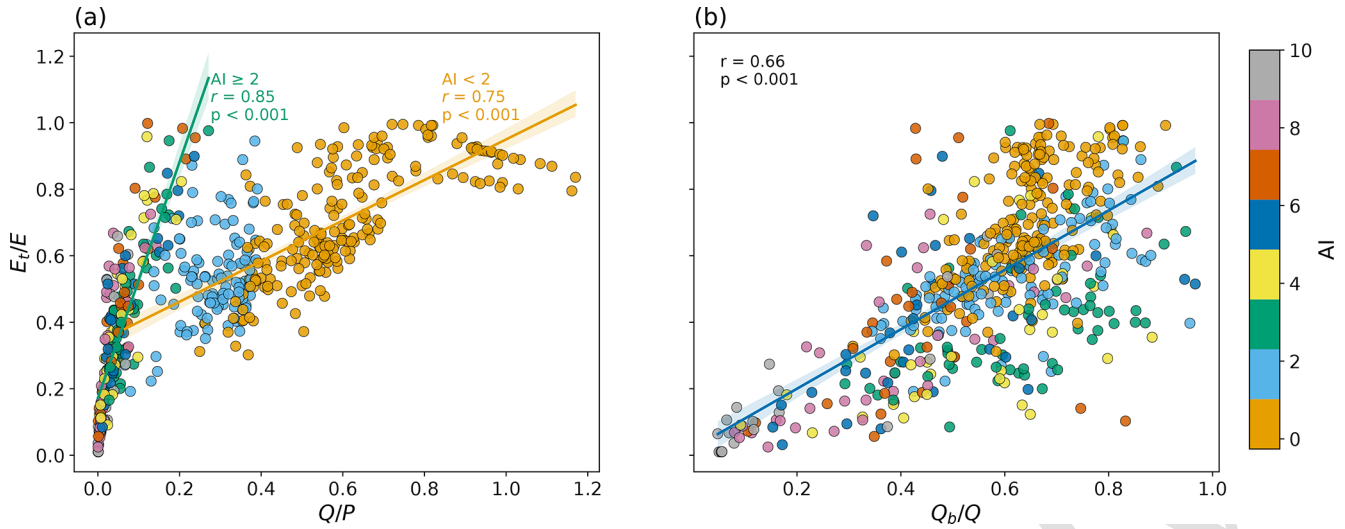 (a)
(b)
AI ≥ 2
r = 0.85
p < 0.001
AI < 2
r = 0.75
p < 0.001
r = 0.66
p < 0.001
1.2
1.0
0.8
0.6
0.4
0.2
0.0
E_t/E
0.0 0.2 0.4 0.6 0.8 1.0 1.2
Q/P
0.2 0.4 0.6 0.8 1.0
Q_b/Q
10
8
6
4
2
0
AI